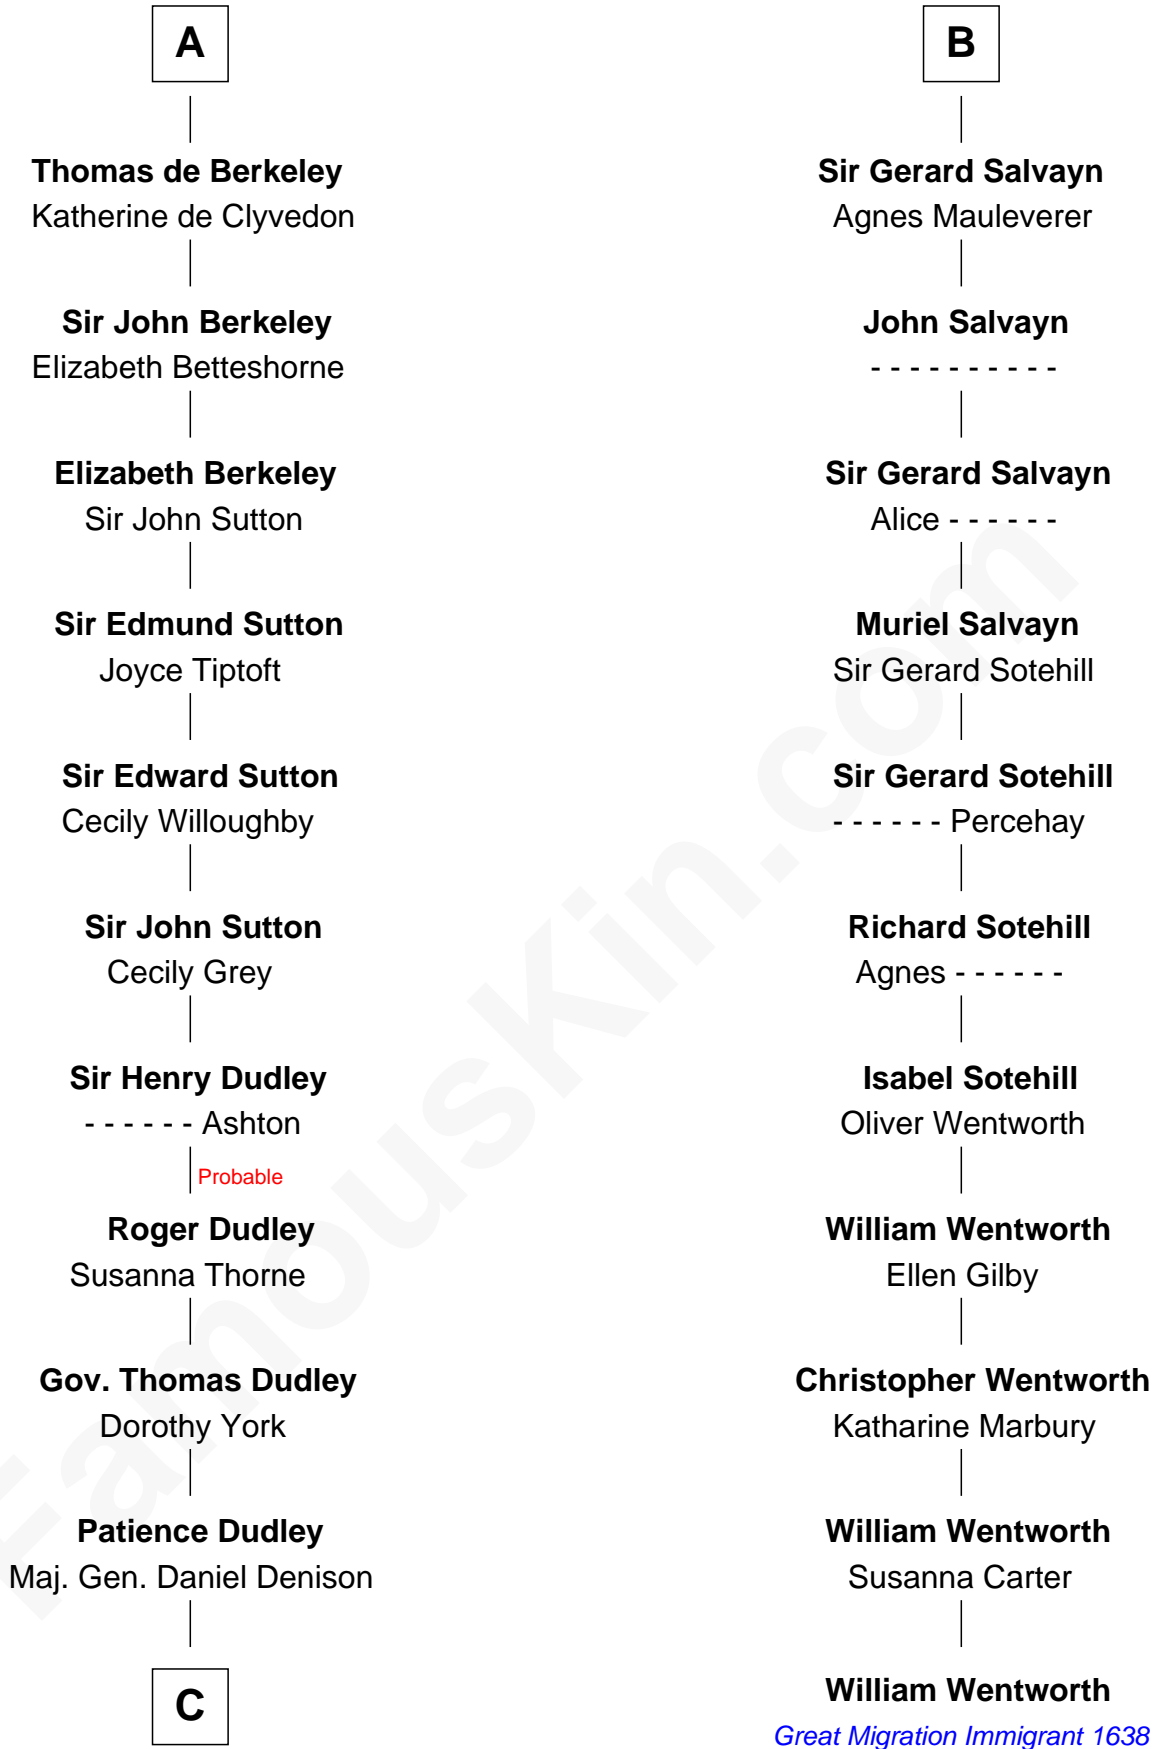 A
Thomas de Berkeley
Katherine de Clyvedon
Sir John Berkeley
Elizabeth Betteshorne
Elizabeth Berkeley
Sir John Sutton
Sir Edmund Sutton
Joyce Tiptoft
Sir Edward Sutton
Cecily Willoughby
Sir John Sutton
Cecily Grey
Sir Henry Dudley
- - - - - - Ashton
Probable
Roger Dudley
Susanna Thorne
Gov. Thomas Dudley
Dorothy York
Patience Dudley
Maj. Gen. Daniel Denison
C
B
Sir Gerard Salvayn
Agnes Mauleverer
John Salvayn
- - - - - - - - - -
Sir Gerard Salvayn
Alice - - - - - -
Muriel Salvayn
Sir Gerard Sotehill
Sir Gerard Sotehill
- - - - - - Percehay
Richard Sotehill
Agnes - - - - - -
Isabel Sotehill
Oliver Wentworth
William Wentworth
Ellen Gilby
Christopher Wentworth
Katharine Marbury
William Wentworth
Susanna Carter
William Wentworth
Great Migration Immigrant 1638
FamousKin.com